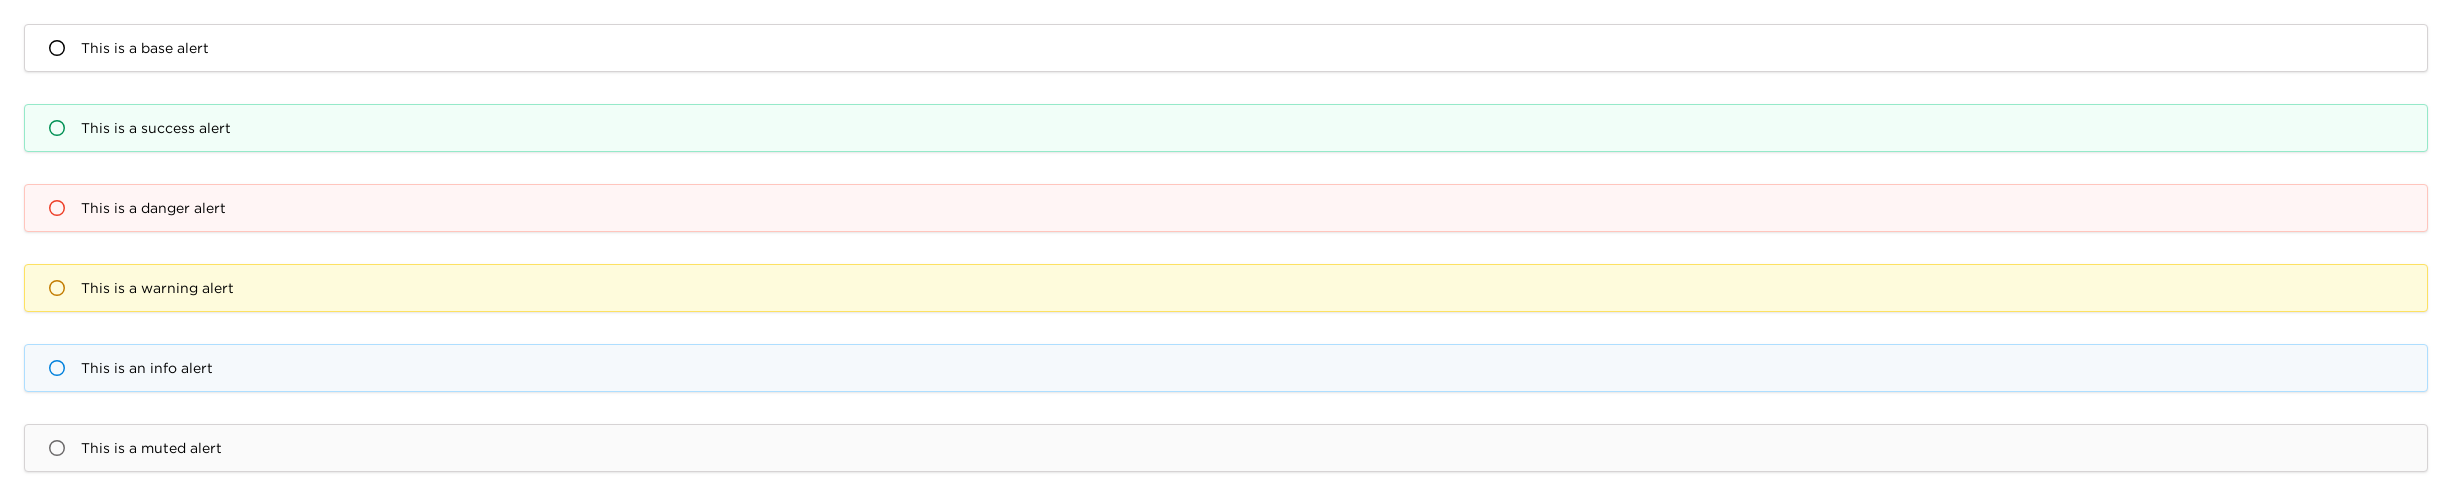 This is a base alert
This is a success alert
This is a danger alert
This is a warning alert
This is an info alert
This is a muted alert